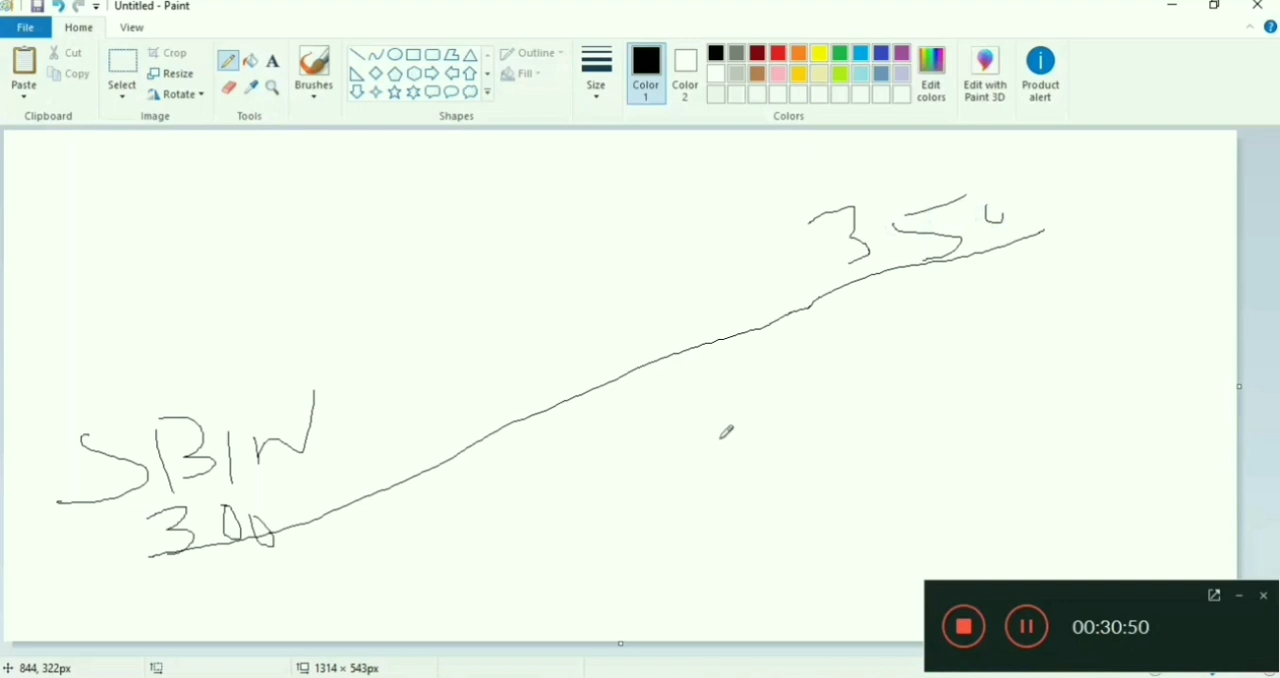 Untitled - Paint
File Home View
Paste
Cut
Copy
Clipboard
Select
Crop
Resize
Rotate
Image
Tools
Brushes
Shapes
Outline
Fill
Size
Color 1
Color 2
Edit colors
Colors
Edit with Paint 3D
Product alert
350
SBIN
300
00:30:50
844, 322px
1314 × 543px